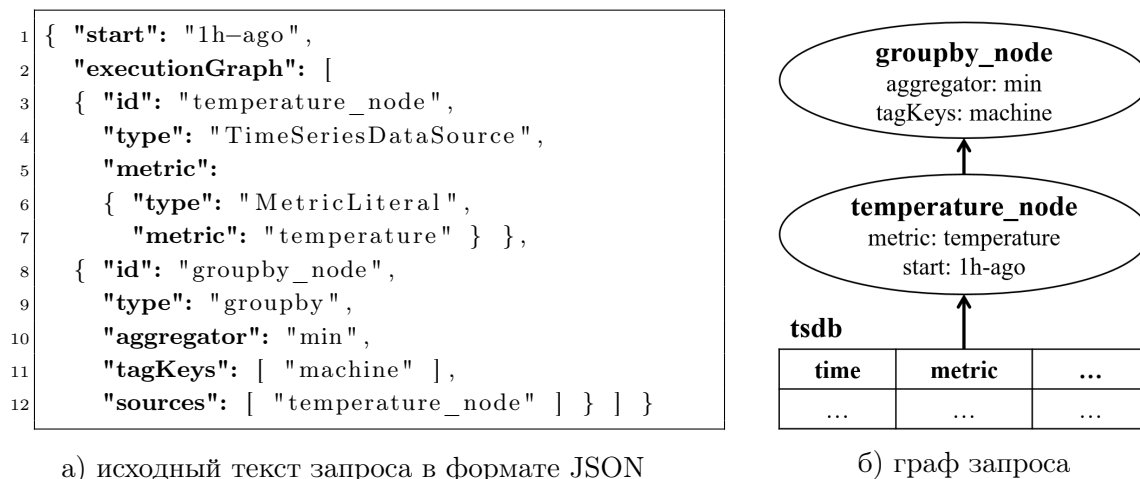 1 { "start": "1h-ago",
2 "executionGraph": [
3 { "id": "temperature_node",
4 "type": "TimeSeriesDataSource",
5 "metric":
6 { "type": "MetricLiteral",
7 "metric": "temperature" } },
8 { "id": "groupby_node",
9 "type": "groupby",
10 "aggregator": "min",
11 "tagKeys": [ "machine" ],
12 "sources": [ "temperature_node" ] } ] }
а) исходный текст запроса в формате JSON
groupby_node
aggregator: min
tagKeys: machine
temperature_node
metric: temperature
start: 1h-ago
tsdb
time metric ...
... ... ...
б) граф запроса